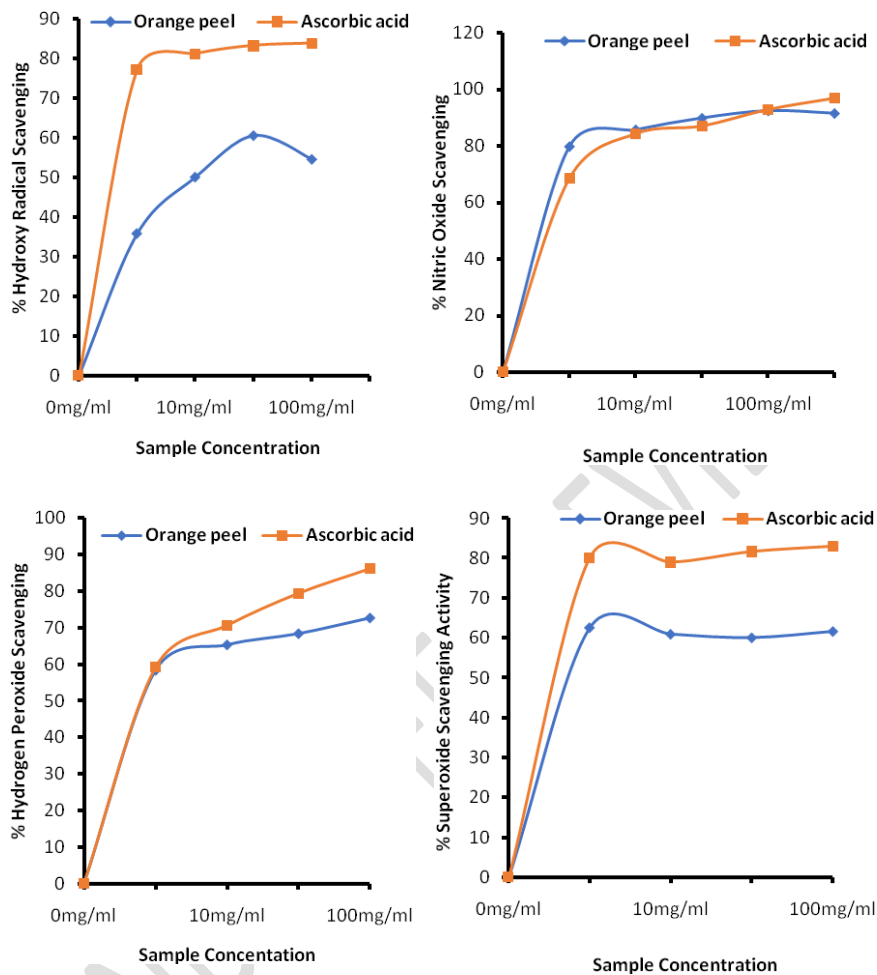 % Hydroxy Radical Scavenging
Orange peel
Ascorbic acid
90
80
70
60
50
40
30
20
10
0
0mg/ml
10mg/ml
100mg/ml
Sample Concentration
% Nitric Oxide Scavenging
Orange peel
Ascorbic acid
120
100
80
60
40
20
0
0mg/ml
10mg/ml
100mg/ml
Sample Concentration
% Hydrogen Peroxide Scavenging
Orange peel
Ascorbic acid
100
90
80
70
60
50
40
30
20
10
0
0mg/ml
10mg/ml
100mg/ml
Sample Concentation
% Superoxide Scavenging Activity
Orange peel
Ascorbic acid
90
80
70
60
50
40
30
20
10
0
0mg/ml
10mg/ml
100mg/ml
Sample Concentration